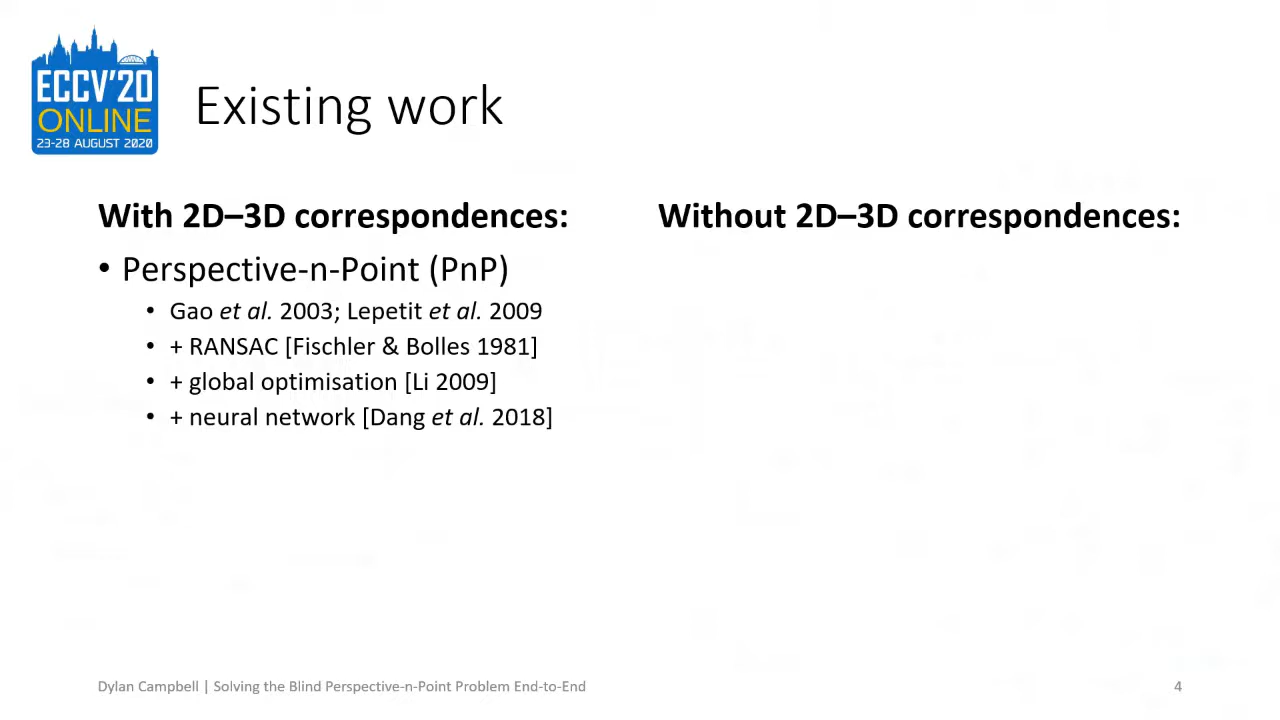 ECCV'20
ONLINE
23-28 AUGUST 2020
Existing work
With 2D–3D correspondences:
• Perspective-n-Point (PnP)
• Gao et al. 2003; Lepetit et al. 2009
• + RANSAC [Fischler & Bolles 1981]
• + global optimisation [Li 2009]
• + neural network [Dang et al. 2018]
Without 2D–3D correspondences:
Dylan Campbell | Solving the Blind Perspective-n-Point Problem End-to-End
4